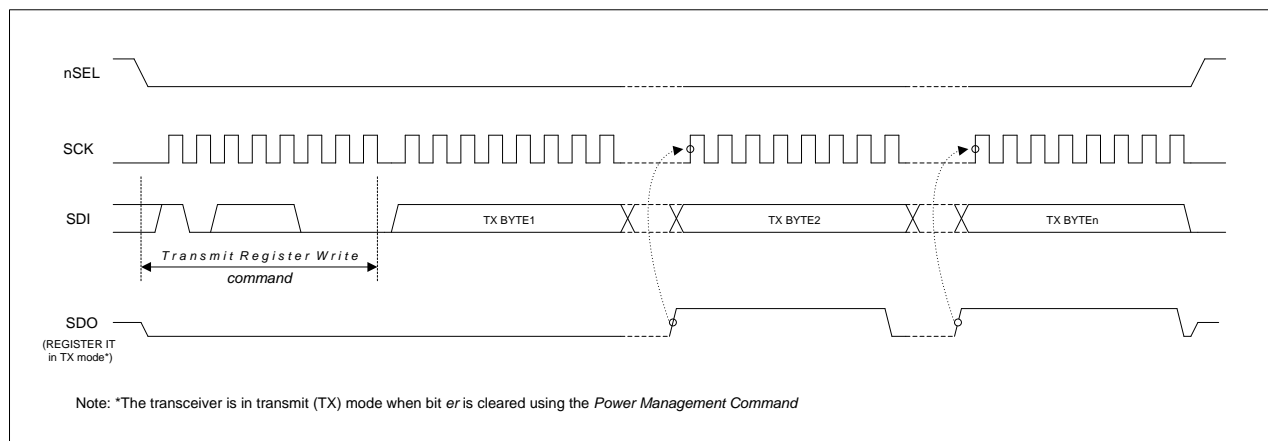 nSEL
SCK
SDI
TX BYTE1
TX BYTE2
TX BYTEn
Transmit Register Write
command
SDO
(REGISTER IT
in TX mode*)
Note: *The transceiver is in transmit (TX) mode when bit er is cleared using the Power Management Command